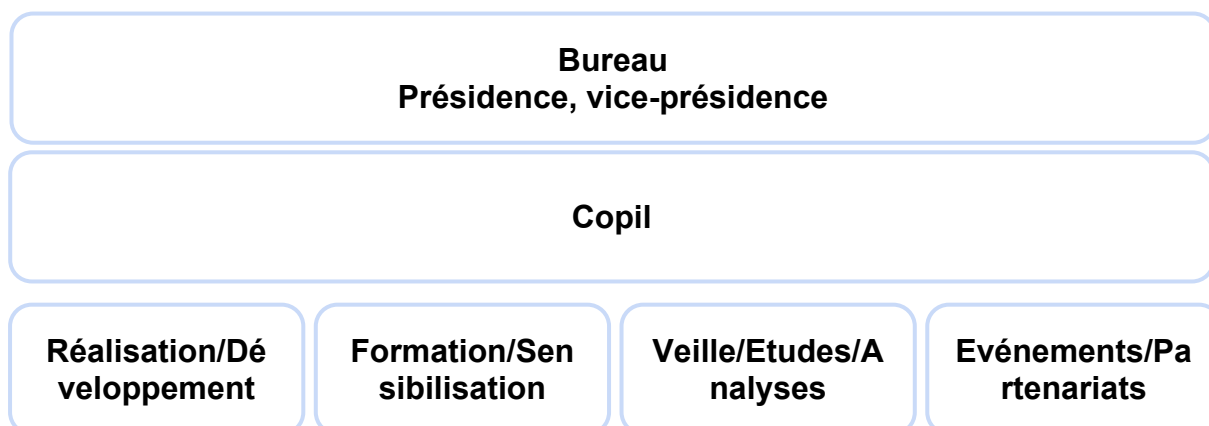 Bureau
Présidence, vice-présidence
Copil
Réalisation/Dé
veloppement
Formation/Sen
sibilisation
Veille/Etudes/A
nalyses
Evénements/Pa
rtenariats